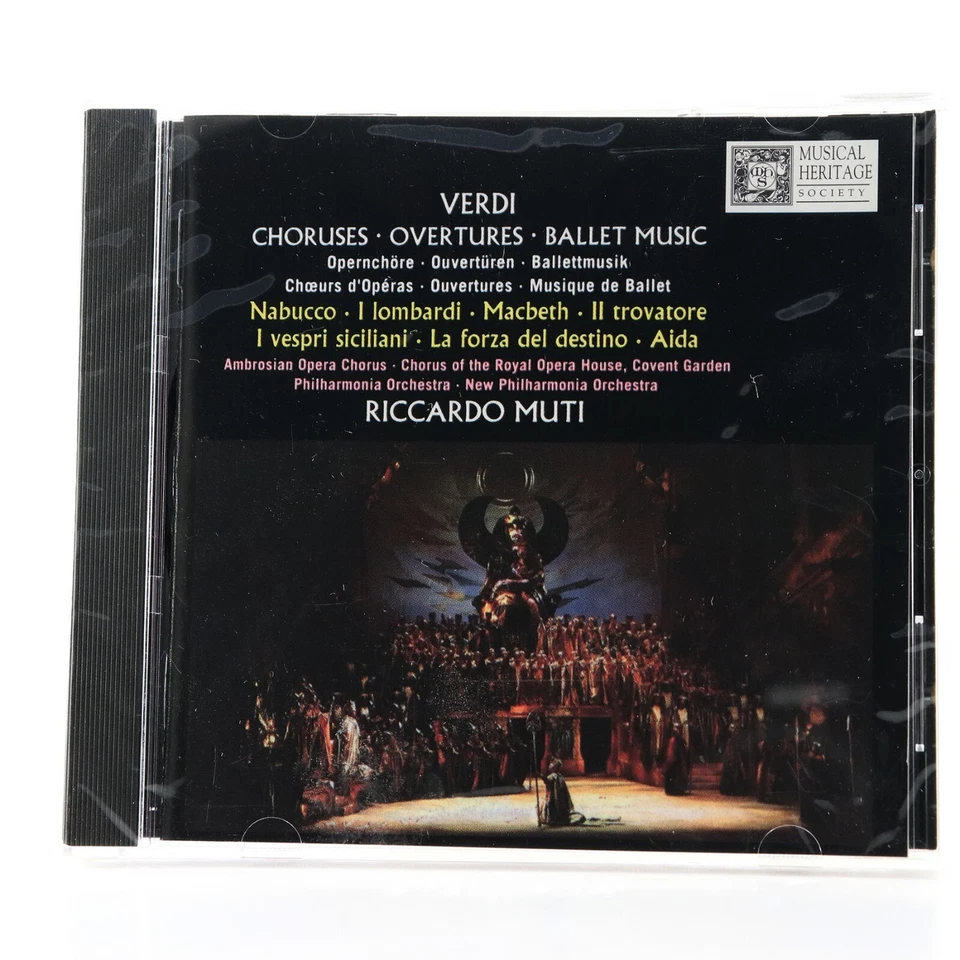 MUSICAL
HERITAGE
SOCIETY
VERDI
CHORUSES · OVERTURES · BALLET MUSIC
Opernchöre · Ouvertüren · Ballettmusik
Chœurs d'Opéras · Ouvertures · Musique de Ballet
Nabucco · I lombardi · Macbeth · Il trovatore
I vespri siciliani · La forza del destino · Aida
Ambrosian Opera Chorus · Chorus of the Royal Opera House, Covent Garden
Philharmonia Orchestra · New Philharmonia Orchestra
RICCARDO MUTI